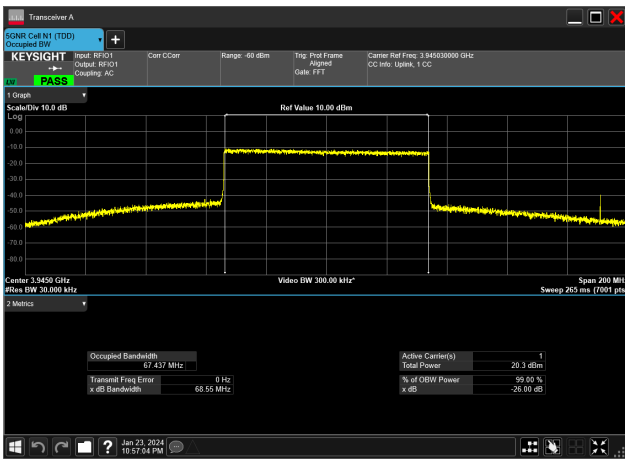 Transceiver A
5GNR Cell N1 (TDD)
Occupied BW
KEYSIGHT
Input: RFIO1
Output: RFIO1
Coupling: AC
Corr CCorr
Range: -60 dBm
Trig: Prot Frame
Aligned
Gate: FFT
Carrier Ref Freq: 3.945030000 GHz
CC Info: Uplink, 1 CC
PASS
1 Graph
Scale/Div 10.0 dB
Ref Value 10.00 dBm
Log
0.00
-10.0
-20.0
-30.0
-40.0
-50.0
-60.0
-70.0
-80.0
Center 3.9450 GHz
Video BW 300.00 kHz*
Span 200 MH
#Res BW 30.000 kHz
Sweep 265 ms (7001 pts
2 Metrics
Occupied Bandwidth
67.437 MHz
Active Carrier(s) 1
Total Power 20.3 dBm
Transmit Freq Error 0 Hz
x dB Bandwidth 68.55 MHz
% of OBW Power 99.00 %
x dB -26.00 dB
?
Jan 23, 2024
10:57:04 PM